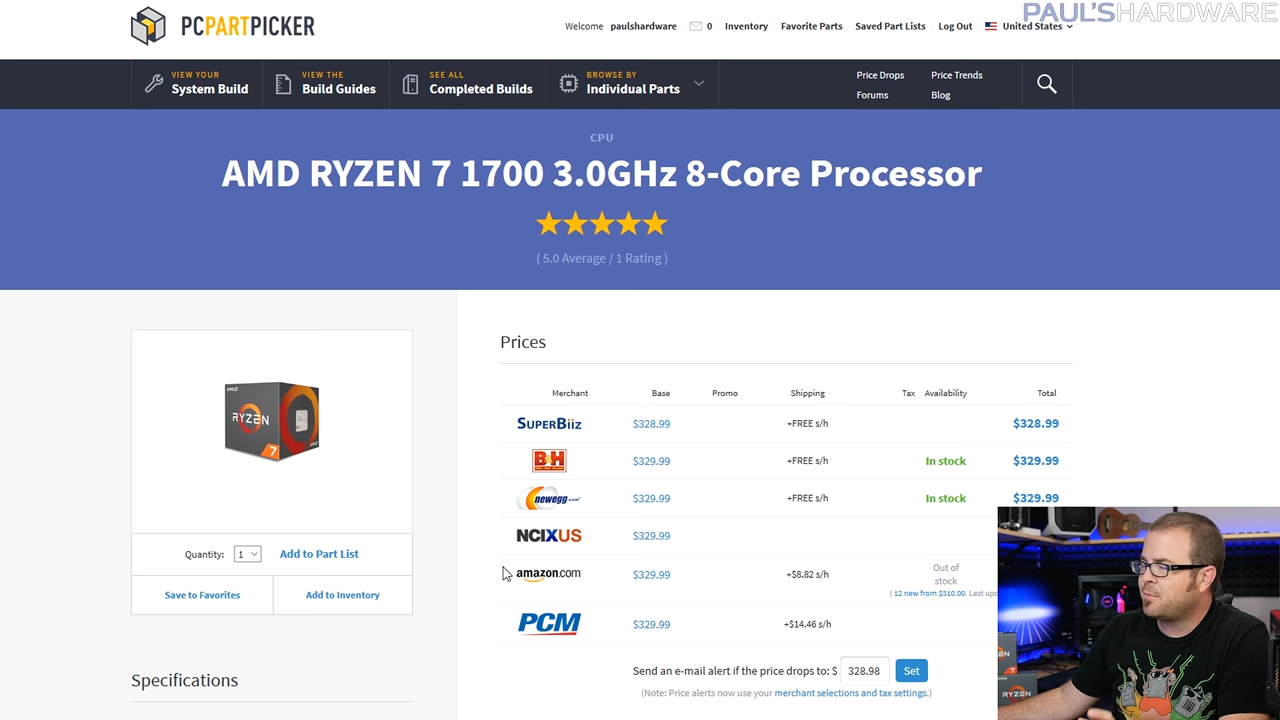 PAUL'SHARDWARE
PCPARTPICKER
Welcome paulshardware 0 Inventory Favorite Parts Saved Part Lists Log Out United States
VIEW YOUR
System Build
VIEW THE
Build Guides
SEE ALL
Completed Builds
BROWSE BY
Individual Parts
Price Drops Price Trends
Forums Blog
CPU
AMD RYZEN 7 1700 3.0GHz 8-Core Processor
( 5.0 Average / 1 Rating )
AMD
RYZEN
7
Quantity: 1 Add to Part List
Save to Favorites Add to Inventory
Specifications
Prices
Merchant Base Promo Shipping Tax Availability Total
SUPERBIIZ $328.99 +FREE s/h $328.99
B&H $329.99 +FREE s/h In stock $329.99
newegg.com $329.99 +FREE s/h In stock $329.99
NCIXUS $329.99
amazon.com $329.99 +$8.82 s/h Out of
stock
( 12 new from $310.00. Last
PCM $329.99 +$14.46 s/h
Send an e-mail alert if the price drops to: $ 328.98 Set
(Note: Price alerts now use your merchant selections and tax settings.)
7
RYZEN